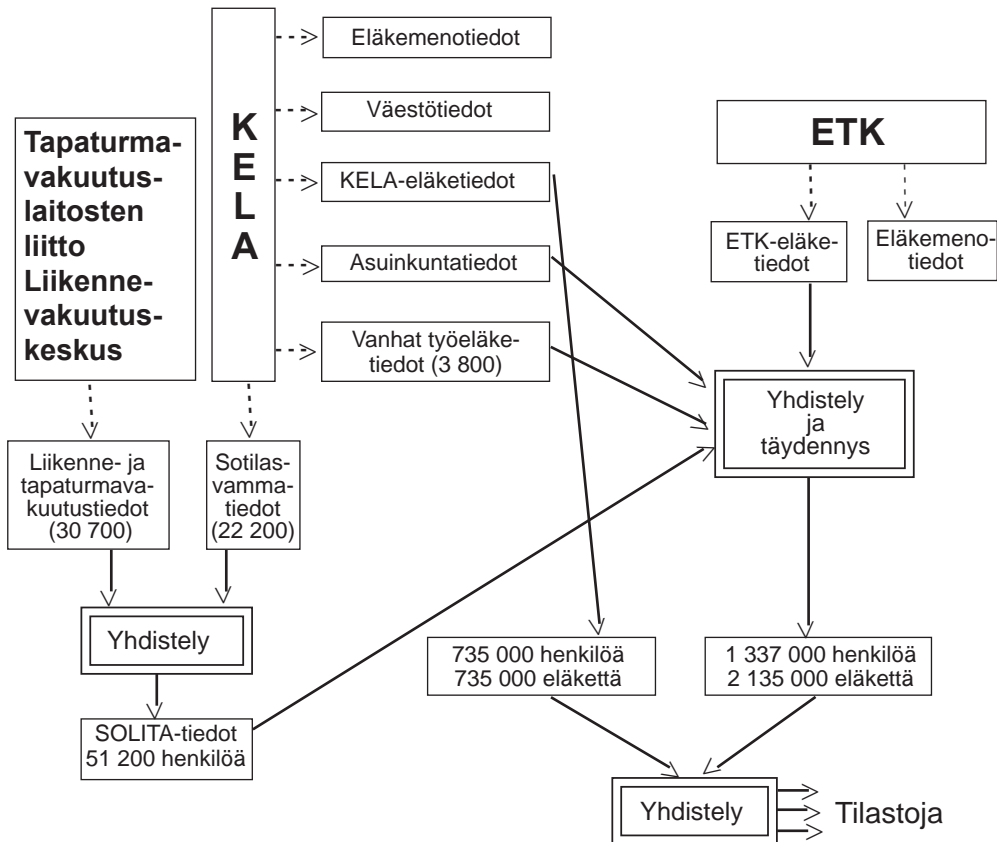 Eläkemenotiedot
Väestötiedot
KELA-eläketiedot
Asuinkuntatiedot
Vanhat työeläke-
tiedot (3 800)
K
E
L
A
Tapaturma-
vakuutus-
laitosten
liitto
Liikenne-
vakuutus-
keskus
ETK
ETK-eläke-
tiedot
Eläkemeno-
tiedot
Yhdistely
ja
täydennys
Liikenne- ja
tapaturmava-
kuutustiedot
(30 700)
Sotilas-
vamma-
tiedot
(22 200)
Yhdistely
SOLITA-tiedot
51 200 henkilöä
735 000 henkilöä
735 000 eläkettä
1 337 000 henkilöä
2 135 000 eläkettä
Yhdistely
Tilastoja